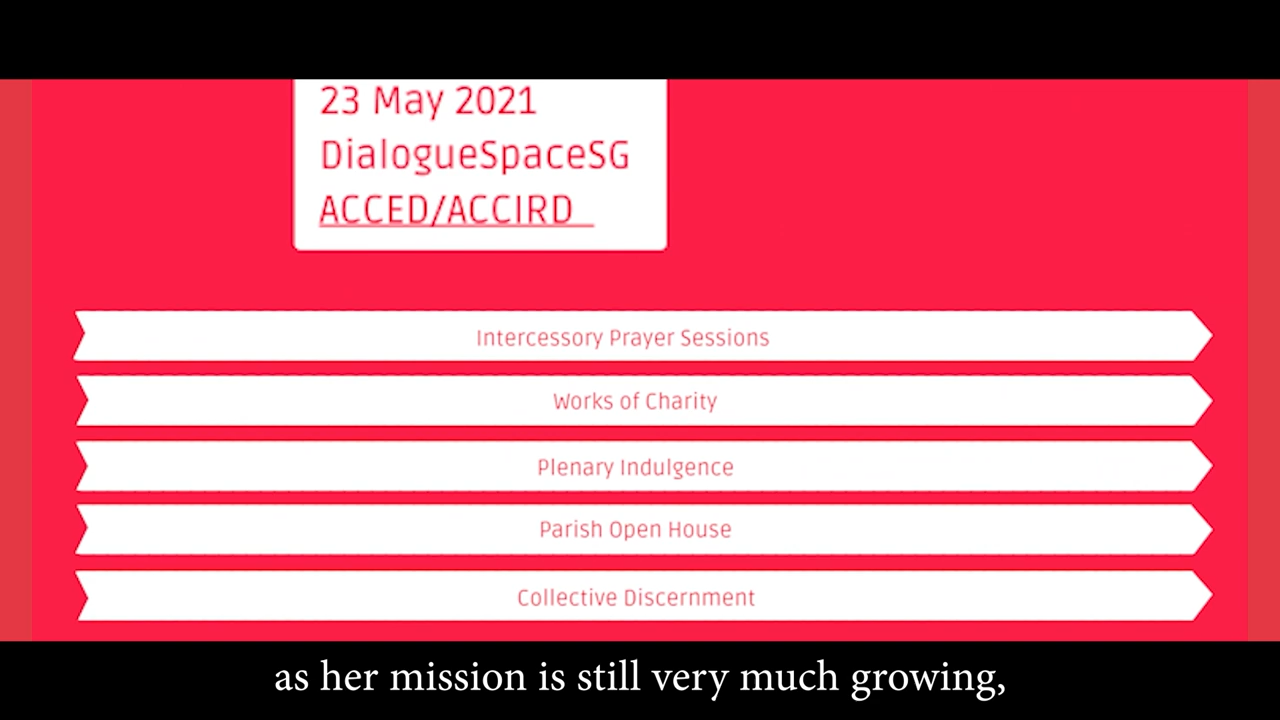 23 May 2021
DialogueSpaceSG
ACCED/ACCIRD
Intercessory Prayer Sessions
Works of Charity
Plenary Indulgence
Parish Open House
Collective Discernment
as her mission is still very much growing,